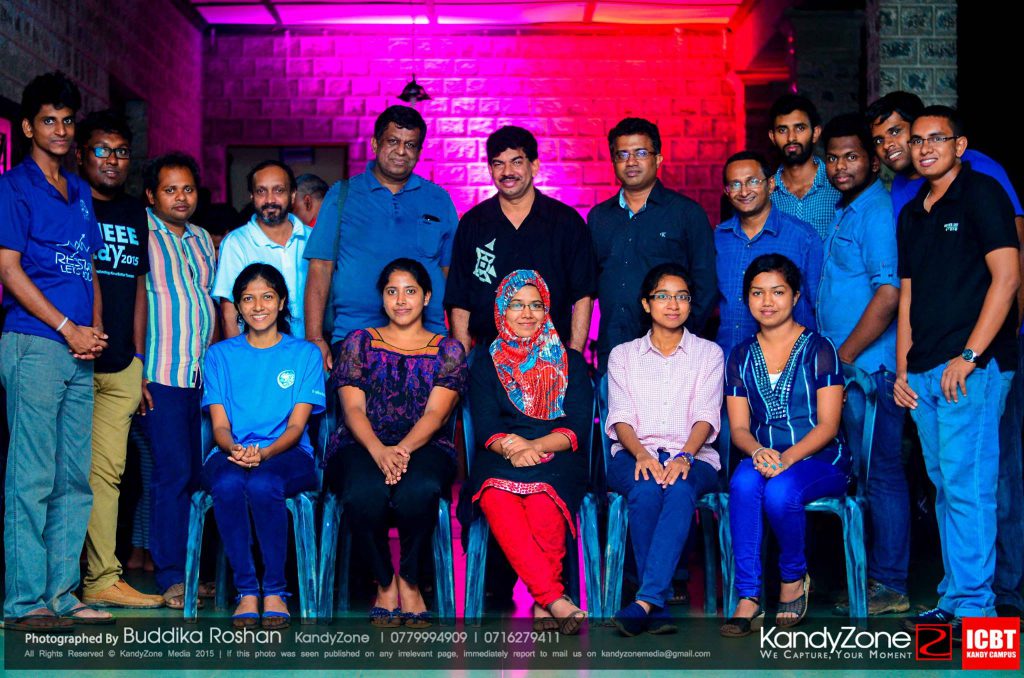 IEEE
Day 2015
Photographed By Buddika Roshan KandyZone | 0779994909 | 0716279411
All Rights Reserved © KandyZone Media 2015 | If this photo was seen published on any irrelevant page, immediately report to mail us on kandyzonemedia@gmail.com
KandyZone
WE CAPTURE, YOUR MOMENT
ICBT
KANDY CAMPUS